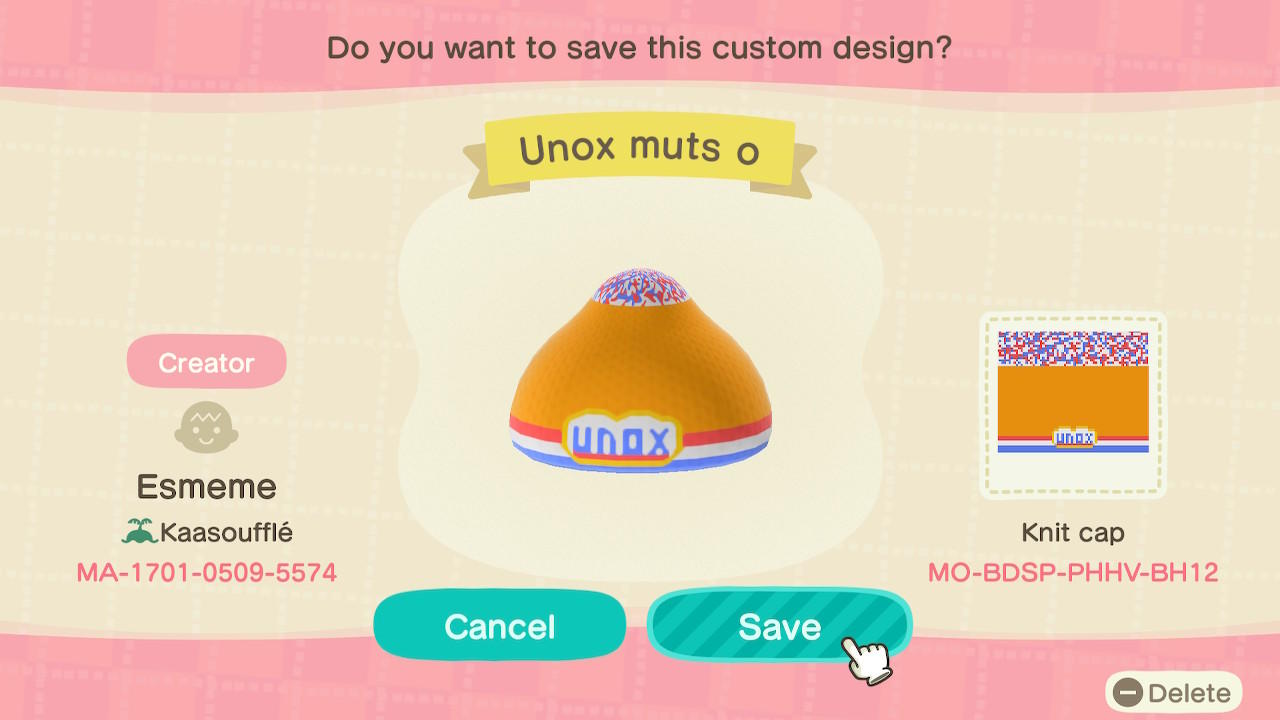 Do you want to save this custom design?
Unox muts o
unox
unox
Creator
Esmeme
Kaasoufflé
MA-1701-0509-5574
Knit cap
MO-BDSP-PHHV-BH12
Cancel
Save
Delete